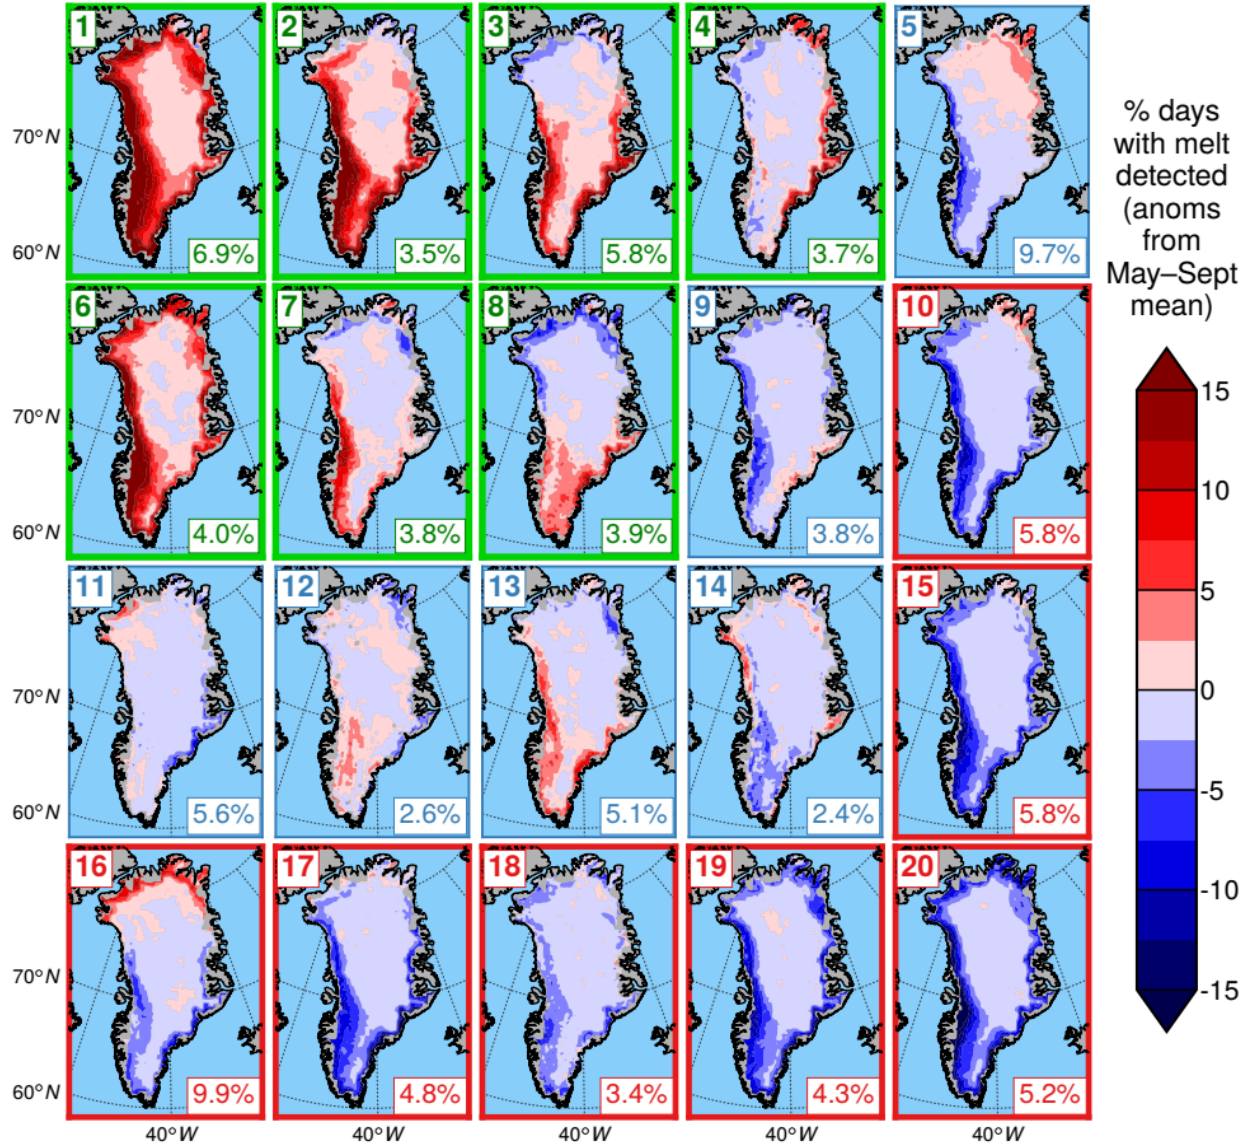 1
2
3
4
5
70°N
60°N
6.9%
3.5%
5.8%
3.7%
9.7%
% days
with melt
detected
(anoms
from
May–Sept
mean)
6
7
8
9
10
70°N
60°N
4.0%
3.8%
3.9%
3.8%
5.8%
15
10
5
0
-5
-10
-15
11
12
13
14
15
70°N
60°N
5.6%
2.6%
5.1%
2.4%
5.8%
16
17
18
19
20
70°N
60°N
9.9%
4.8%
3.4%
4.3%
5.2%
40°W
40°W
40°W
40°W
40°W